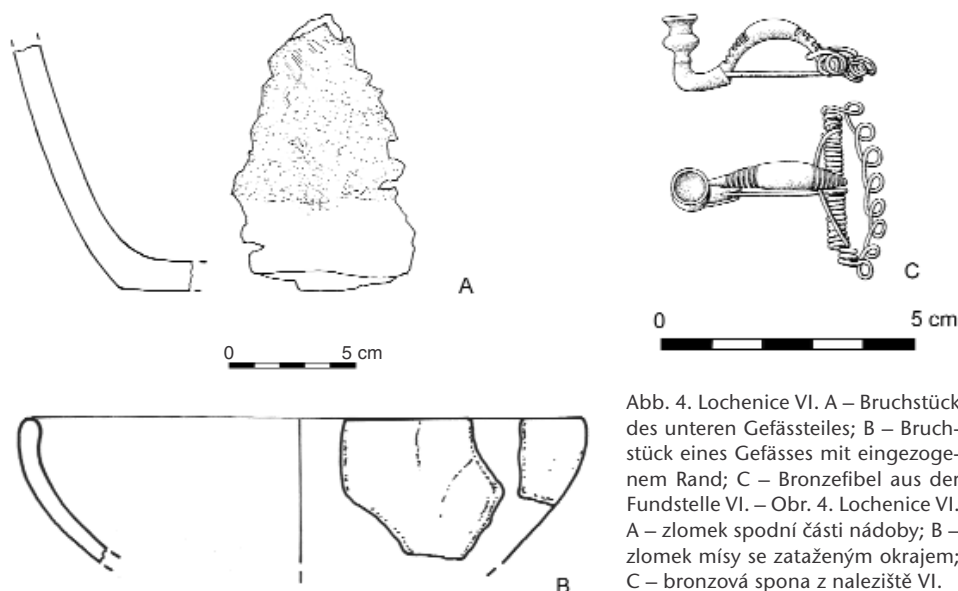 A
C
0 5 cm
0 5 cm
B
Abb. 4. Lochenice VI. A – Bruchstück
des unteren Gefässteiles; B – Bruch-
stück eines Gefässes mit eingezoge-
nem Rand; C – Bronzefibel aus der
Fundstelle VI. – Obr. 4. Lochenice VI.
A – zlomek spodní části nádoby; B –
zlomek mísy se zataženým okrajem;
C – bronzová spona z naleziště VI.